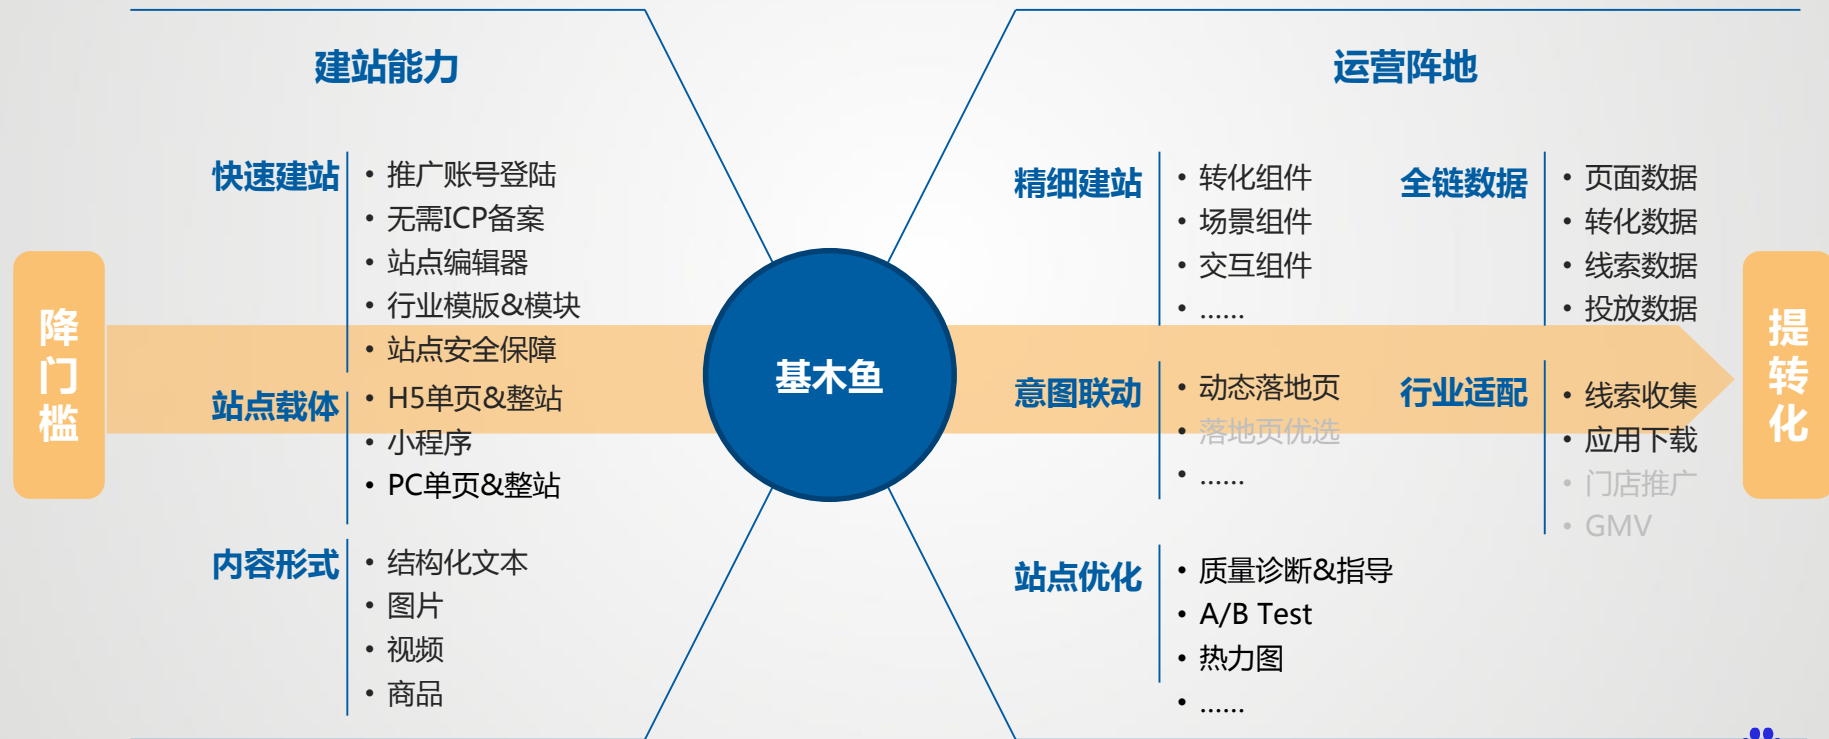 建站能力
快速建站
• 推广账号登陆
• 无需ICP备案
• 站点编辑器
• 行业模版&模块
• 站点安全保障
站点载体
• H5单页&整站
• 小程序
• PC单页&整站
内容形式
• 结构化文本
• 图片
• 视频
• 商品
降门槛
基木鱼
运营阵地
精细建站
• 转化组件
• 场景组件
• 交互组件
• ......
全链数据
• 页面数据
• 转化数据
• 线索数据
• 投放数据
意图联动
• 动态落地页
• 落地页优选
• ......
行业适配
• 线索收集
• 应用下载
• 门店推广
• GMV
站点优化
• 质量诊断&指导
• A/B Test
• 热力图
• ......
提转化